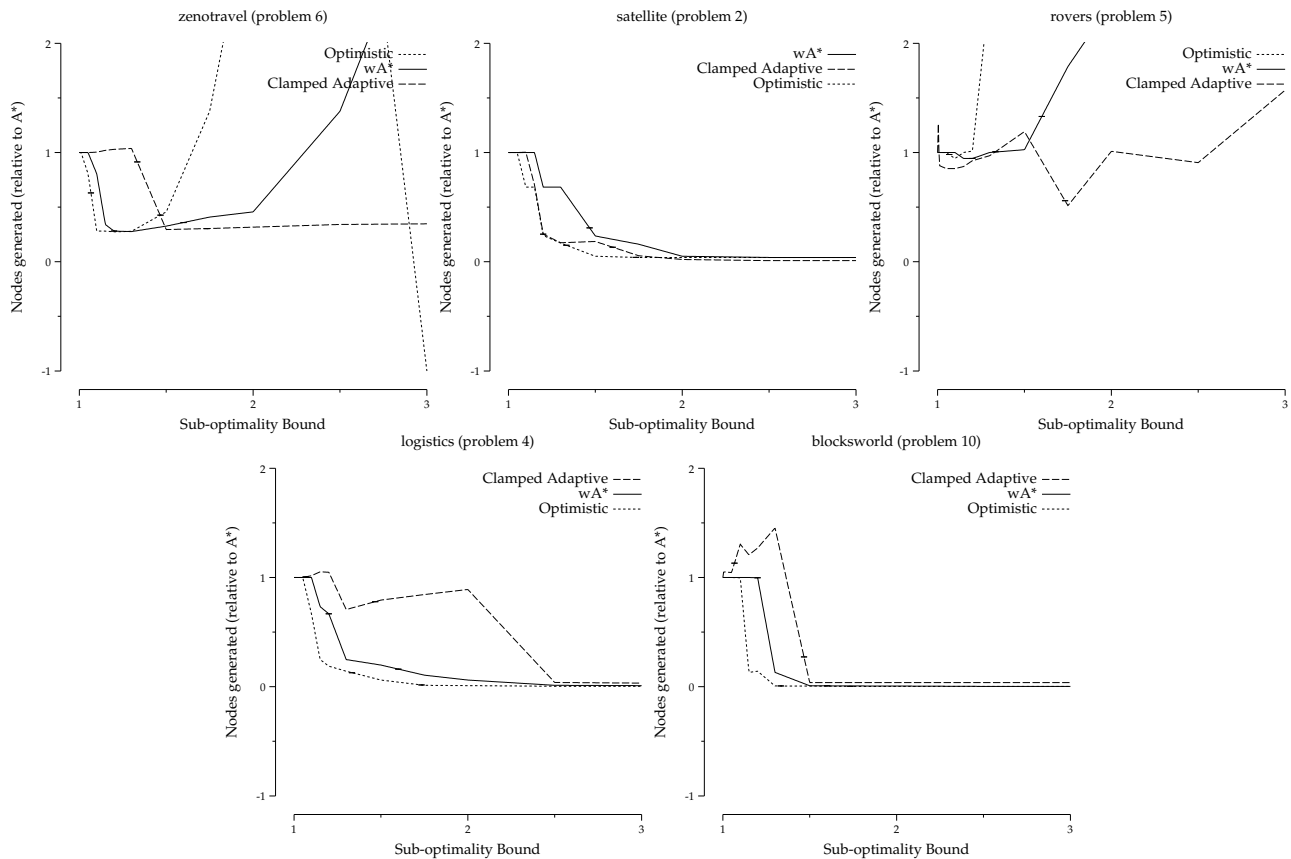 zenotravel (problem 6)
Nodes generated (relative to A*)
2
1
0
-1
Optimistic
wA*
Clamped Adaptive
1
2
3
Sub-optimality Bound
satellite (problem 2)
Nodes generated (relative to A*)
2
1
0
-1
wA*
Clamped Adaptive
Optimistic
1
2
3
Sub-optimality Bound
rovers (problem 5)
Nodes generated (relative to A*)
2
1
0
-1
Optimistic
wA*
Clamped Adaptive
1
2
3
Sub-optimality Bound
logistics (problem 4)
Nodes generated (relative to A*)
2
1
0
-1
Clamped Adaptive
wA*
Optimistic
1
2
3
Sub-optimality Bound
blocksworld (problem 10)
Nodes generated (relative to A*)
2
1
0
-1
Clamped Adaptive
wA*
Optimistic
1
2
3
Sub-optimality Bound